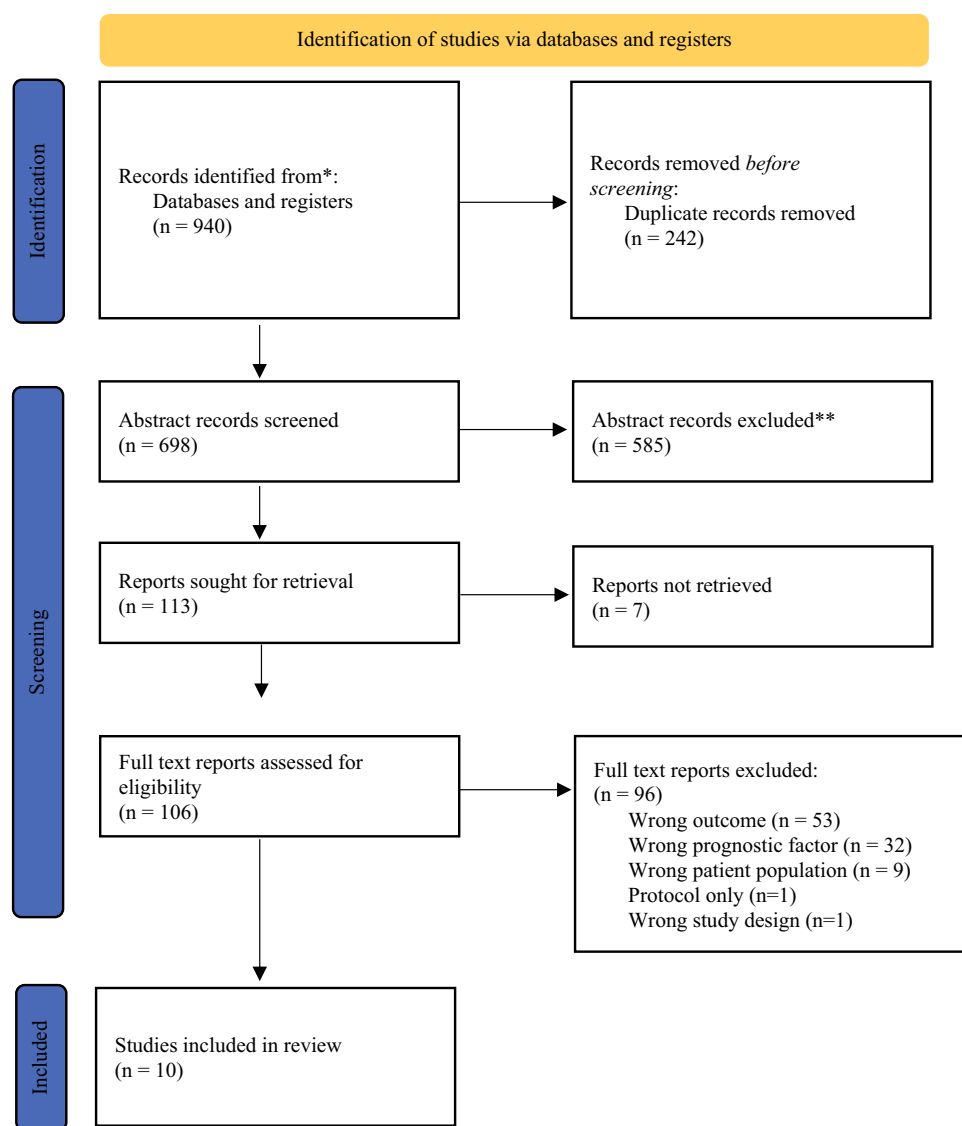 Identification of studies via databases and registers
Identification
Records identified from*:
Databases and registers
(n = 940)
Records removed before
screening:
Duplicate records removed
(n = 242)
Screening
Abstract records screened
(n = 698)
Abstract records excluded**
(n = 585)
Reports sought for retrieval
(n = 113)
Reports not retrieved
(n = 7)
Full text reports assessed for
eligibility
(n = 106)
Full text reports excluded:
(n = 96)
Wrong outcome (n = 53)
Wrong prognostic factor (n = 32)
Wrong patient population (n = 9)
Protocol only (n=1)
Wrong study design (n=1)
Included
Studies included in review
(n = 10)